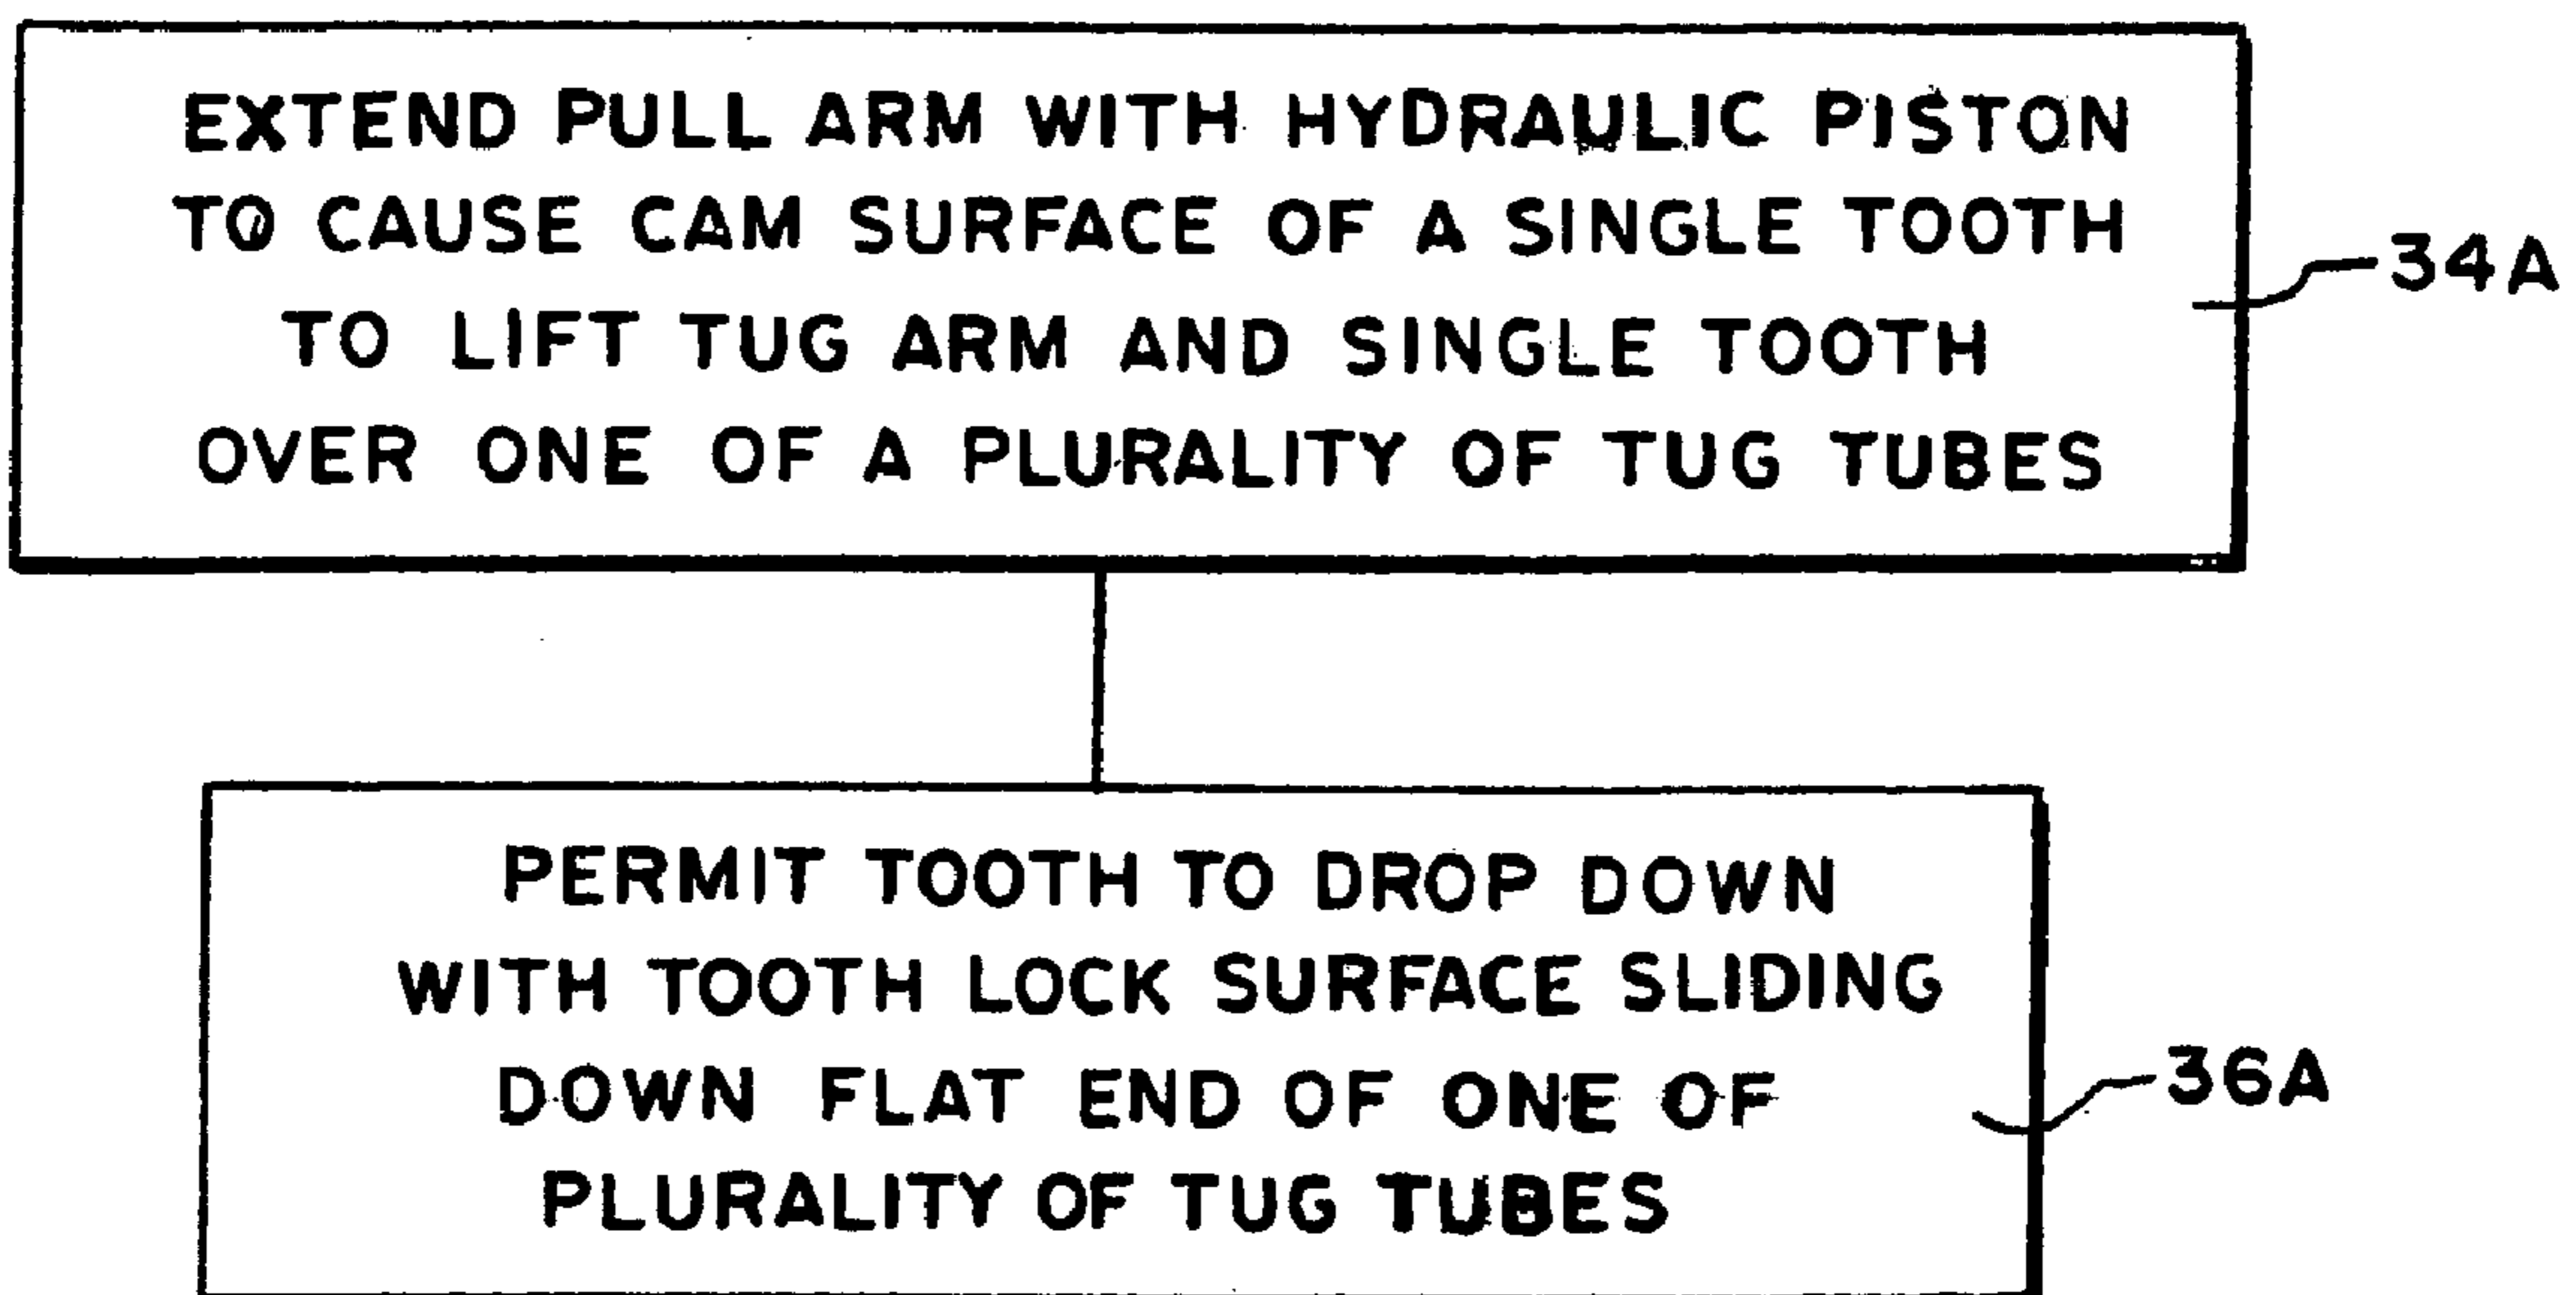 EXTEND PULL ARM WITH HYDRAULIC PISTON
TO CAUSE CAM SURFACE OF A SINGLE TOOTH
TO LIFT TUG ARM AND SINGLE TOOTH
OVER ONE OF A PLURALITY OF TUG TUBES
34A
PERMIT TOOTH TO DROP DOWN
WITH TOOTH LOCK SURFACE SLIDING
DOWN FLAT END OF ONE OF
PLURALITY OF TUG TUBES
36A